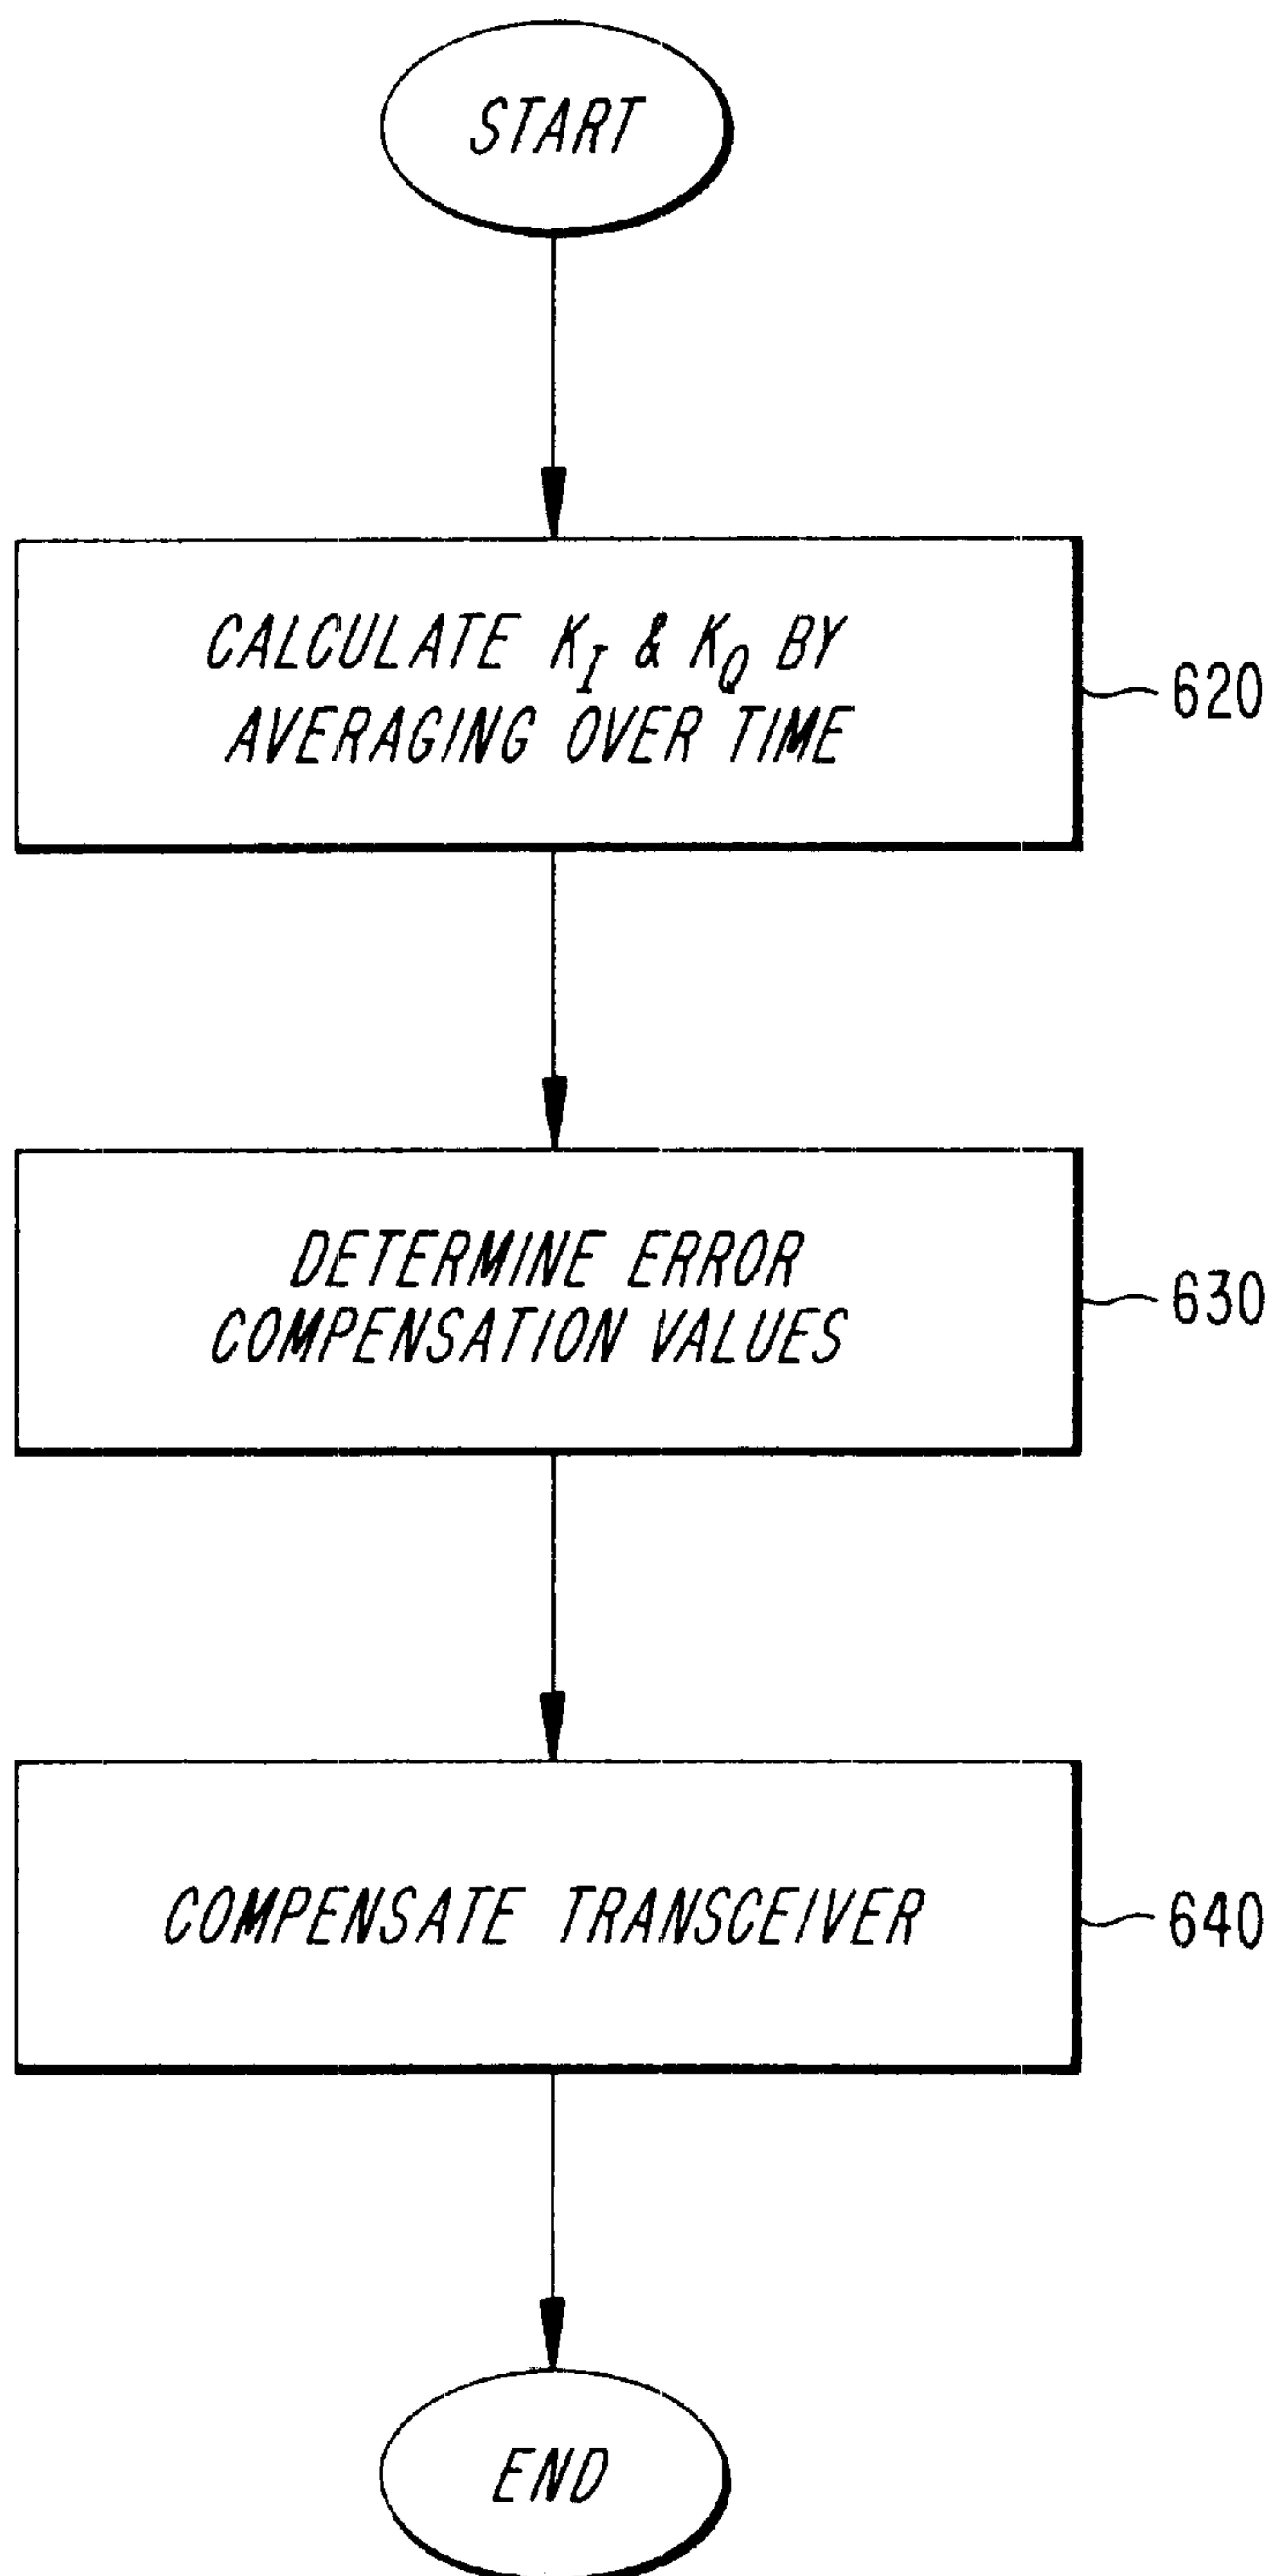 START
CALCULATE K_I & K_Q BY
AVERAGING OVER TIME
620
DETERMINE ERROR
COMPENSATION VALUES
630
COMPENSATE TRANSCEIVER
640
END